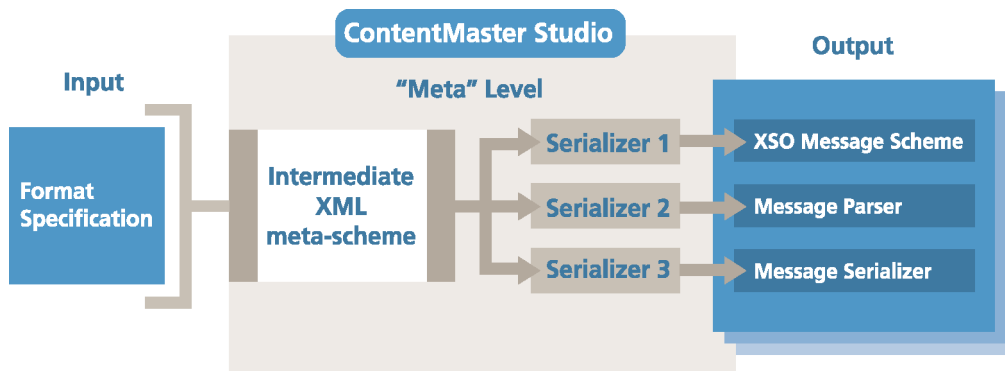 ContentMaster Studio
Input
"Meta" Level
Output
Format
Specification
Intermediate
XML
meta-scheme
Serializer 1
Serializer 2
Serializer 3
XSO Message Scheme
Message Parser
Message Serializer